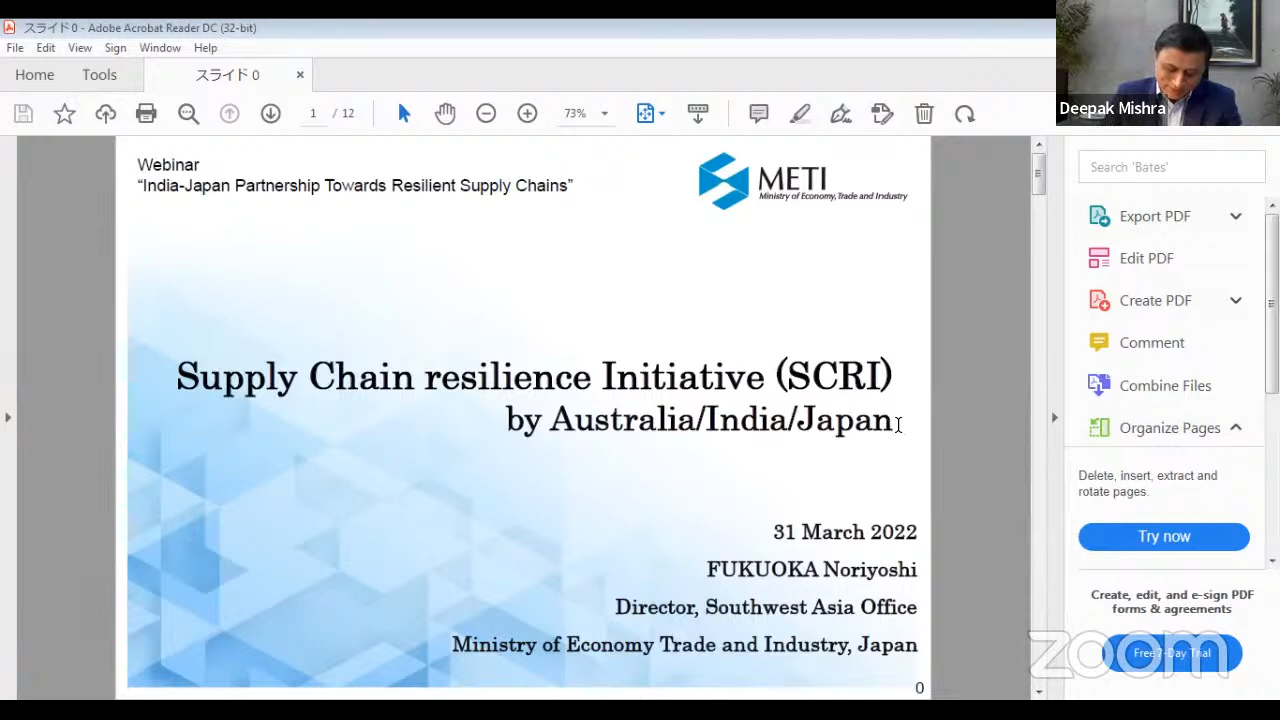 スライド 0 - Adobe Acrobat Reader DC (32-bit)
File Edit View Sign Window Help
Home Tools スライド 0 ×
1 / 12 73%
Deepak Mishra
Search 'Bates'
Export PDF
Edit PDF
Create PDF
Comment
Combine Files
Organize Pages
Delete, insert, extract and
rotate pages.
Try now
Create, edit, and e-sign PDF
forms & agreements
Free 7-Day Trial
zoom
Webinar
“India-Japan Partnership Towards Resilient Supply Chains”
METI
Ministry of Economy, Trade and Industry
Supply Chain resilience Initiative (SCRI)
by Australia/India/Japan
31 March 2022
FUKUOKA Noriyoshi
Director, Southwest Asia Office
Ministry of Economy Trade and Industry, Japan
0